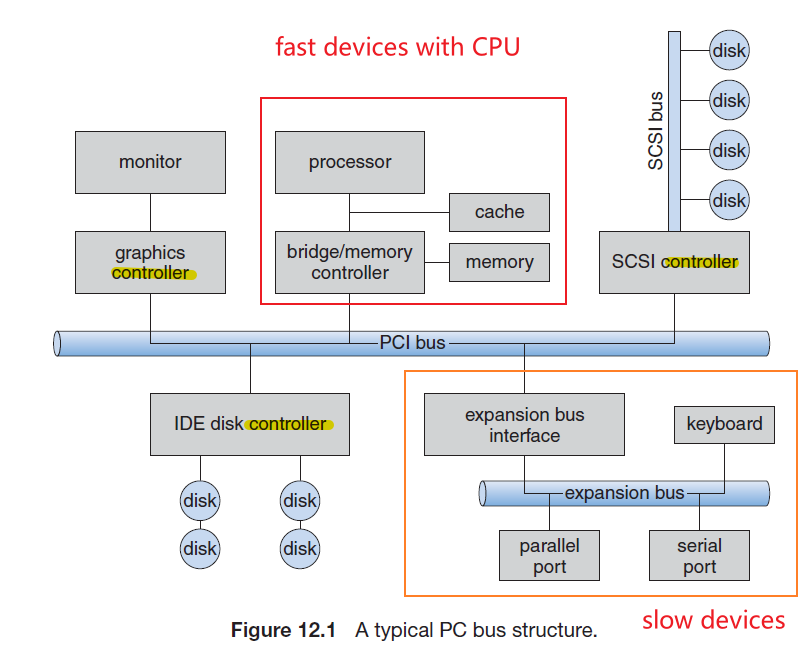 fast devices with CPU
disk
disk
disk
disk
SCSI bus
monitor
processor
cache
graphics
controller
bridge/memory
controller
memory
SCSI controller
PCI bus
IDE disk controller
expansion bus
interface
keyboard
disk
disk
expansion bus
disk
disk
parallel
port
serial
port
slow devices
Figure 12.1 A typical PC bus structure.